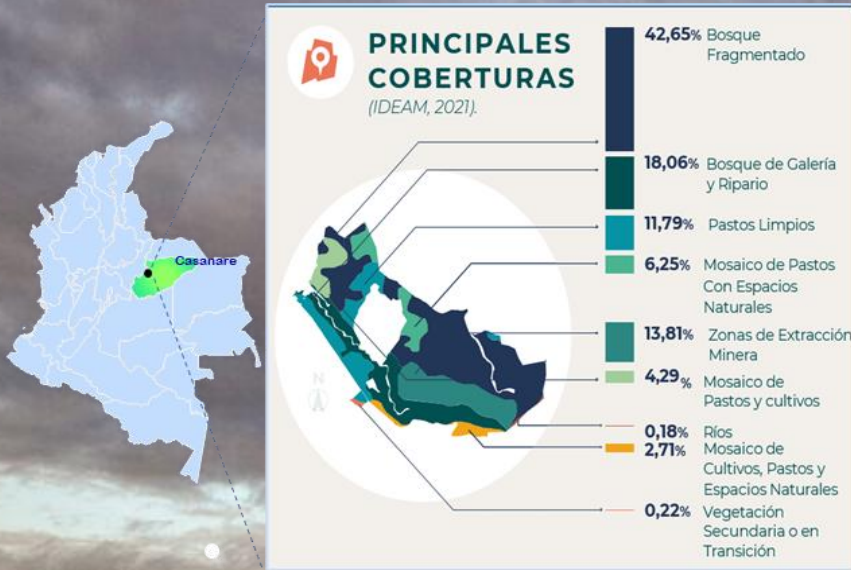 PRINCIPALES
COBERTURAS
(IDEAM, 2021).
Casanare
N
42,65% Bosque
Fragmentado
18,06% Bosque de Galería
y Ripario
11,79% Pastos Limpios
6,25% Mosaico de Pastos
Con Espacios
Naturales
13,81% Zonas de Extracción
Minera
4,29% Mosaico de
Pastos y cultivos
0,18% Ríos
2,71% Mosaico de
Cultivos, Pastos y
Espacios Naturales
0,22% Vegetación
Secundaria o en
Transición